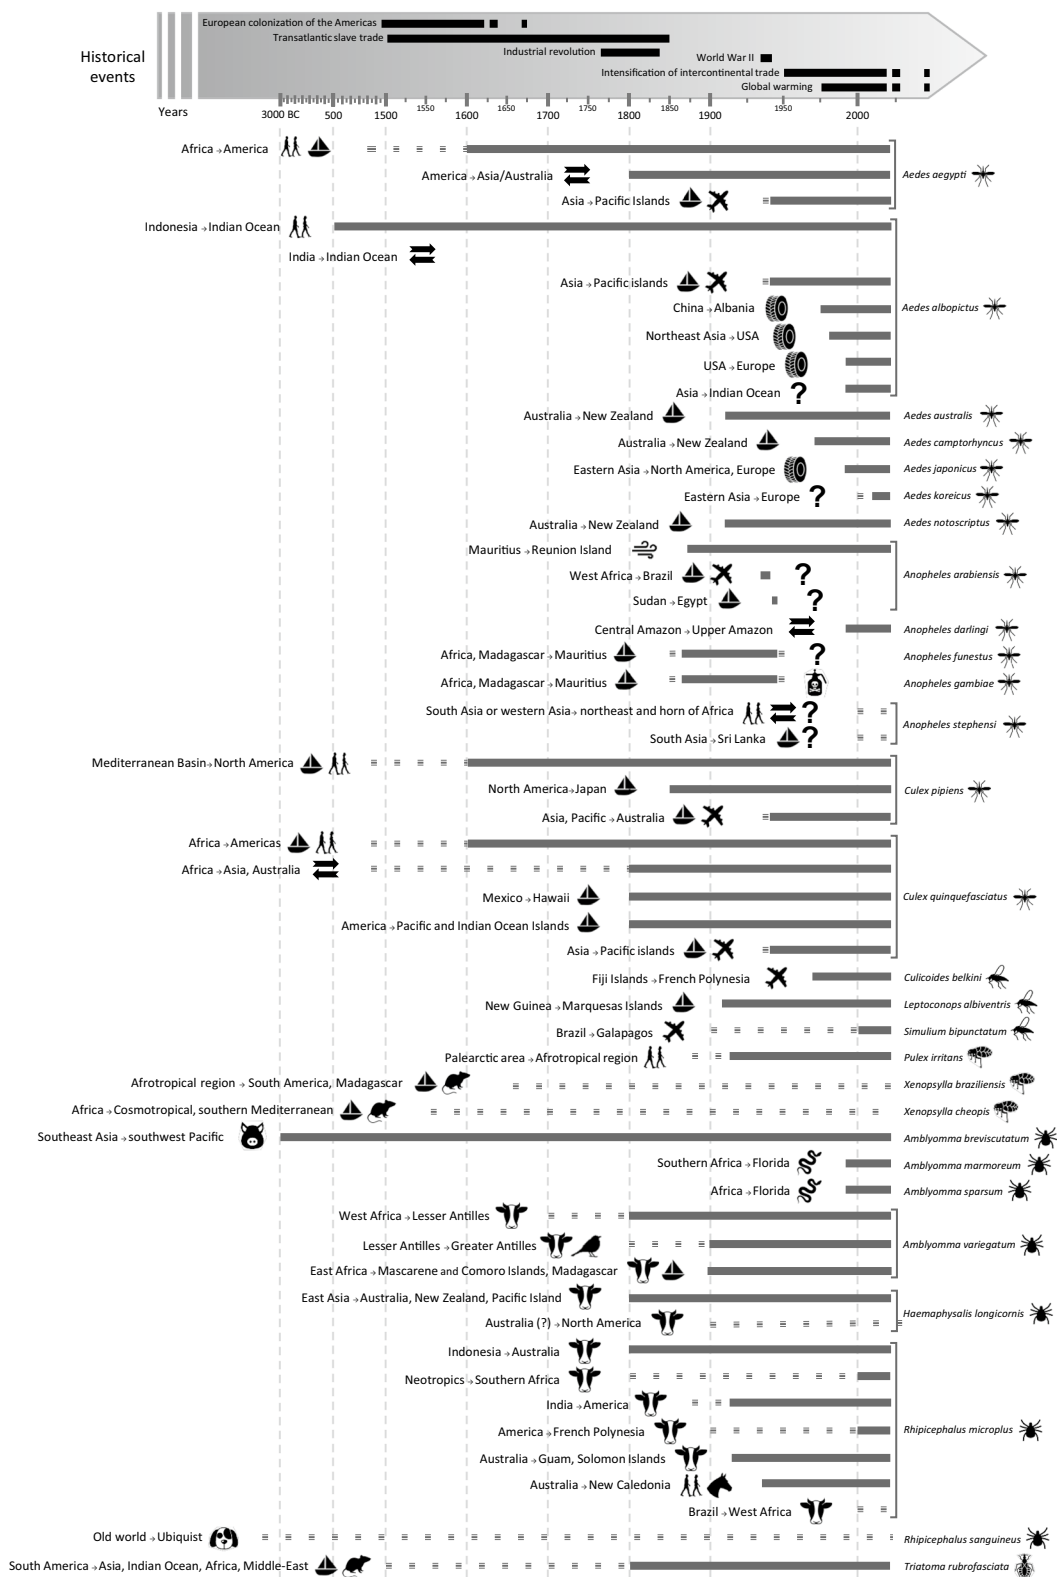 European colonization of the Americas
Transatlantic slave trade
Historical events
Industrial revolution
World War II
Intensification of intercontinental trade
Global warming
Years
3000 BC 500 1500 1550 1600 1650 1700 1750 1800 1850 1900 1950 2000
Africa → America
America → Asia/Australia
Aedes aegypti
Asia → Pacific Islands
Indonesia → Indian Ocean
India → Indian Ocean
Asia → Pacific islands
China → Albania
Aedes albopictus
Northeast Asia → USA
USA → Europe
Asia → Indian Ocean ?
Australia → New Zealand Aedes australis
Australia → New Zealand Aedes camptorhyncus
Eastern Asia → North America, Europe Aedes japonicus
Eastern Asia → Europe ? Aedes koreicus
Australia → New Zealand Aedes notoscriptus
Mauritius → Reunion Island
West Africa → Brazil ? Anopheles arabiensis
Sudan → Egypt ?
Central Amazon → Upper Amazon Anopheles darlingi
Africa, Madagascar → Mauritius ? Anopheles funestus
Africa, Madagascar → Mauritius Anopheles gambiae
South Asia or western Asia → northeast and horn of Africa ?
Anopheles stephensi
South Asia → Sri Lanka ?
Mediterranean Basin → North America
North America → Japan Culex pipiens
Asia, Pacific → Australia
Africa → Americas
Africa → Asia, Australia
Mexico → Hawaii Culex quinquefasciatus
America → Pacific and Indian Ocean Islands
Asia → Pacific islands
Fiji Islands → French Polynesia Culicoides belkini
New Guinea → Marquesas Islands Leptoconops albiventris
Brazil → Galapagos Simulium bipunctatum
Palearctic area → Afrotropical region Pulex irritans
Afrotropical region → South America, Madagascar Xenopsylla braziliensis
Africa → Cosmotropical, southern Mediterranean Xenopsylla cheopis
Southeast Asia → southwest Pacific Amblyomma breviscutatum
Southern Africa → Florida Amblyomma marmoreum
Africa → Florida Amblyomma sparsum
West Africa → Lesser Antilles
Lesser Antilles → Greater Antilles Amblyomma variegatum
East Africa → Mascarene and Comoro Islands, Madagascar
East Asia → Australia, New Zealand, Pacific Island
Haemaphysalis longicornis
Australia (?) → North America
Indonesia → Australia
Neotropics → Southern Africa
India → America
America → French Polynesia Rhipicephalus microplus
Australia → Guam, Solomon Islands
Australia → New Caledonia
Brazil → West Africa
Old world → Ubiquist Rhipicephalus sanguineus
South America → Asia, Indian Ocean, Africa, Middle-East Triatoma rubrofasciata